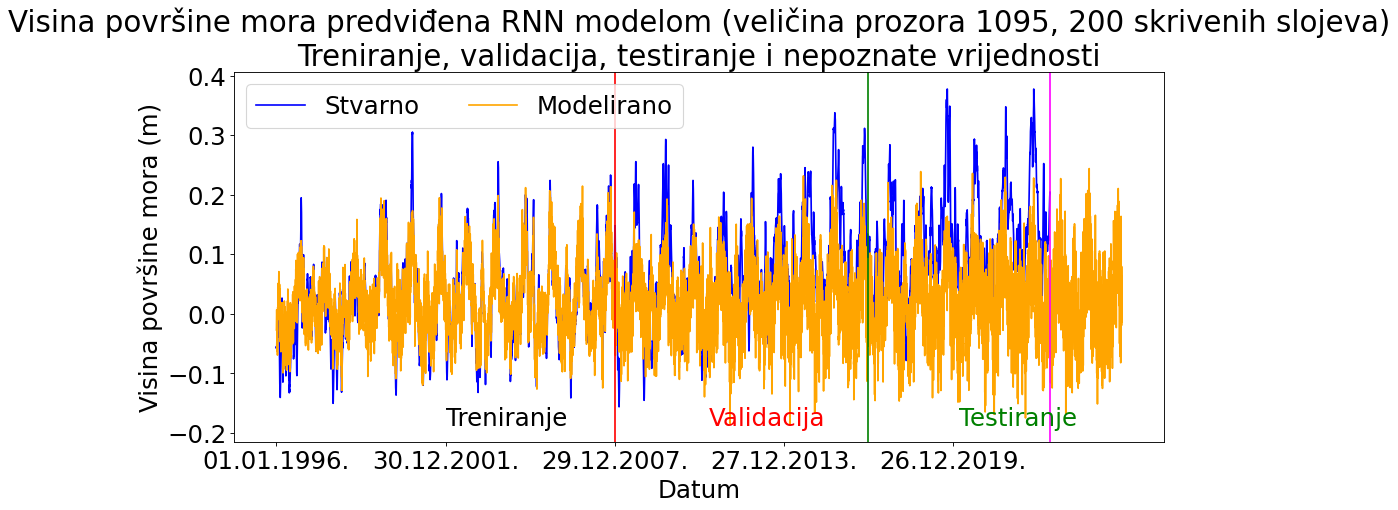 Visina površine mora predviđena RNN modelom (veličina prozora 1095, 200 skrivenih slojeva)
Treniranje, validacija, testiranje i nepoznate vrijednosti
Stvarno
Modelirano
Visina površine mora (m)
0.4
0.3
0.2
0.1
0.0
−0.1
−0.2
Treniranje
Validacija
Testiranje
01.01.1996.
30.12.2001.
29.12.2007.
27.12.2013.
26.12.2019.
Datum